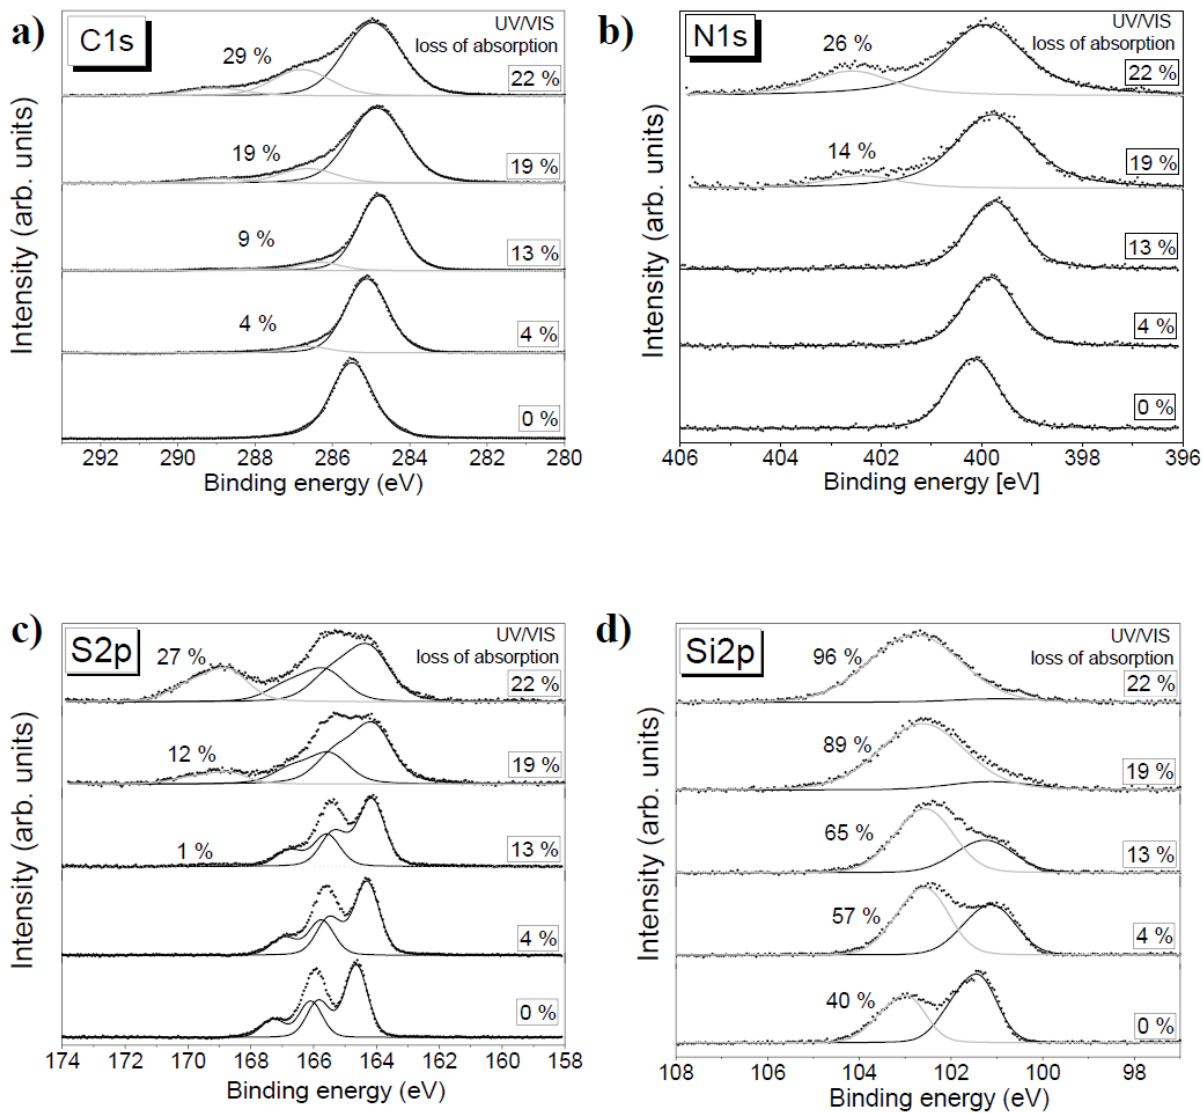 a)
C1s
UV/VIS
loss of absorption
29 %
22 %
19 %
19 %
9 %
13 %
4 %
4 %
0 %
Intensity (arb. units)
292 290 288 286 284 282 280
Binding energy (eV)
b)
N1s
UV/VIS
loss of absorption
26 %
22 %
14 %
19 %
13 %
4 %
0 %
Intensity (arb. units)
406 404 402 400 398 396
Binding energy [eV]
c)
S2p
UV/VIS
loss of absorption
27 %
22 %
12 %
19 %
1 %
13 %
4 %
0 %
Intensity (arb. units)
174 172 170 168 166 164 162 160 158
Binding energy (eV)
d)
Si2p
UV/VIS
loss of absorption
96 %
22 %
89 %
19 %
65 %
13 %
57 %
4 %
40 %
0 %
Intensity (arb. units)
108 106 104 102 100 98
Binding energy (eV)